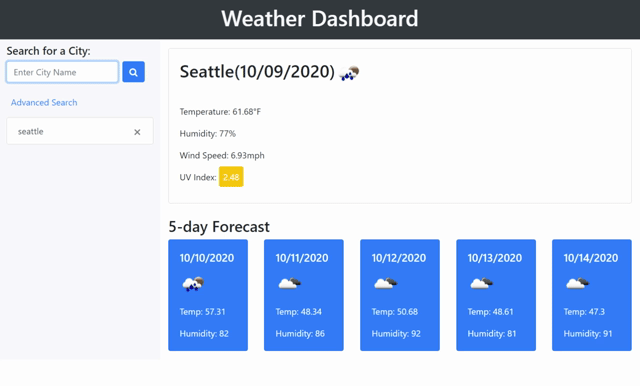 Weather Dashboard
Search for a City:
Enter City Name
Advanced Search
seattle
Seattle(10/09/2020)
Temperature: 61.68°F
Humidity: 77%
Wind Speed: 6.93mph
UV Index: 2.48
5-day Forecast
10/10/2020
Temp: 57.31
Humidity: 82
10/11/2020
Temp: 48.34
Humidity: 86
10/12/2020
Temp: 50.68
Humidity: 92
10/13/2020
Temp: 48.61
Humidity: 81
10/14/2020
Temp: 47.3
Humidity: 91